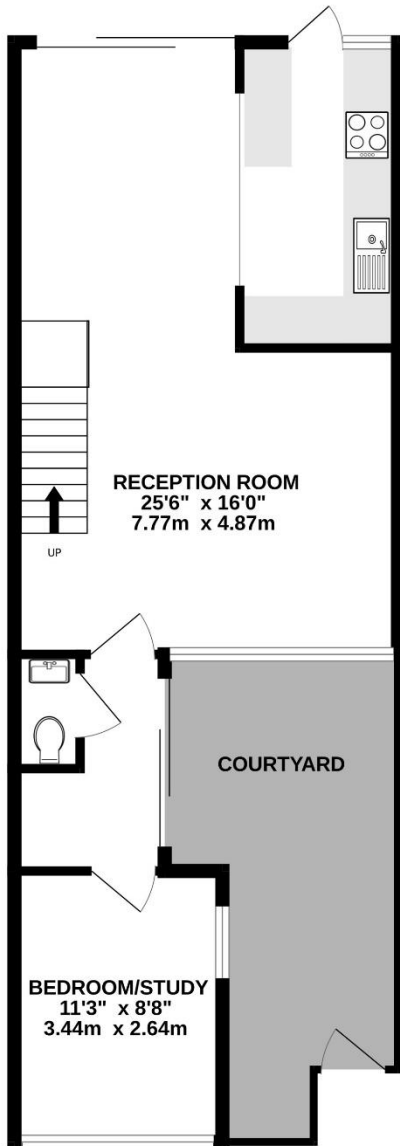 RECEPTION ROOM
25'6" x 16'0"
7.77m x 4.87m
UP
COURTYARD
BEDROOM/STUDY
11'3" x 8'8"
3.44m x 2.64m